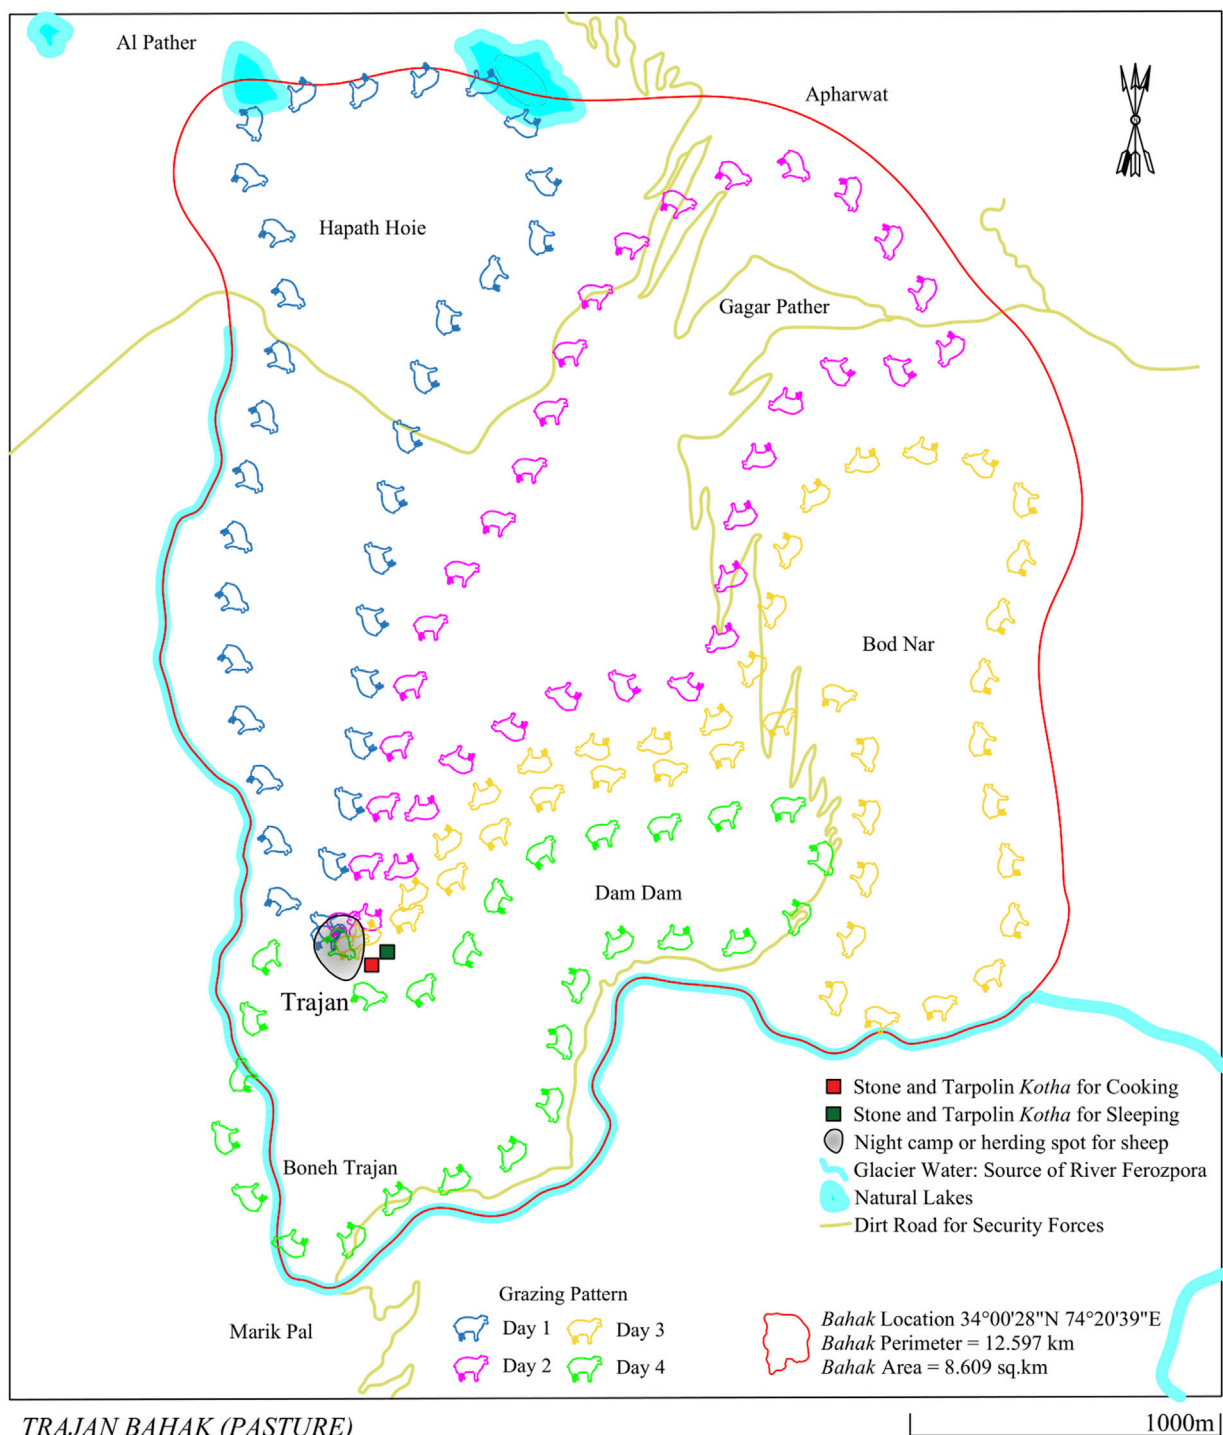 Al Pather
Apharwat
Hapath Hoie
Gagar Pather
Bod Nar
Dam Dam
Trajan
Boneh Trajan
Marik Pal
Stone and Tarpolin Kotha for Cooking
Stone and Tarpolin Kotha for Sleeping
Night camp or herding spot for sheep
Glacier Water: Source of River Ferozpora
Natural Lakes
Dirt Road for Security Forces
Grazing Pattern
Day 1
Day 3
Day 2
Day 4
Bahak Location 34°00'28"N 74°20'39"E
Bahak Perimeter = 12.597 km
Bahak Area = 8.609 sq.km
TRAJAN BAHAK (PASTURE)
1000m